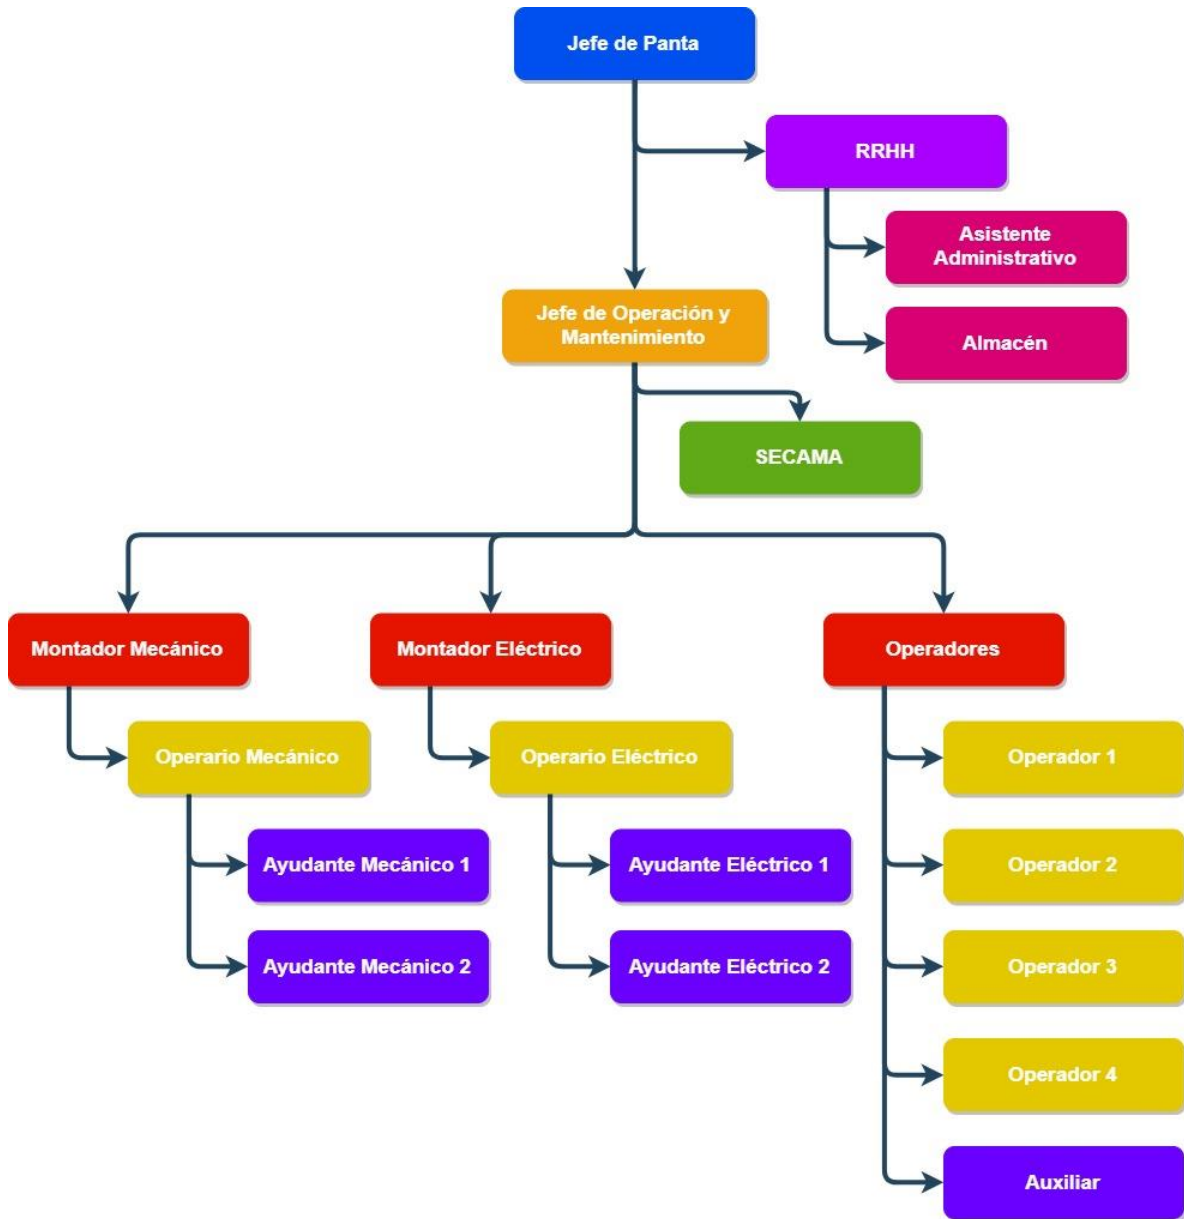 Jefe de Panta
RRHH
Asistente
Administrativo
Almacén
Jefe de Operación y
Mantenimiento
SECAMA
Montador Mecánico
Operario Mecánico
Ayudante Mecánico 1
Ayudante Mecánico 2
Montador Eléctrico
Operario Eléctrico
Ayudante Eléctrico 1
Ayudante Eléctrico 2
Operadores
Operador 1
Operador 2
Operador 3
Operador 4
Auxiliar